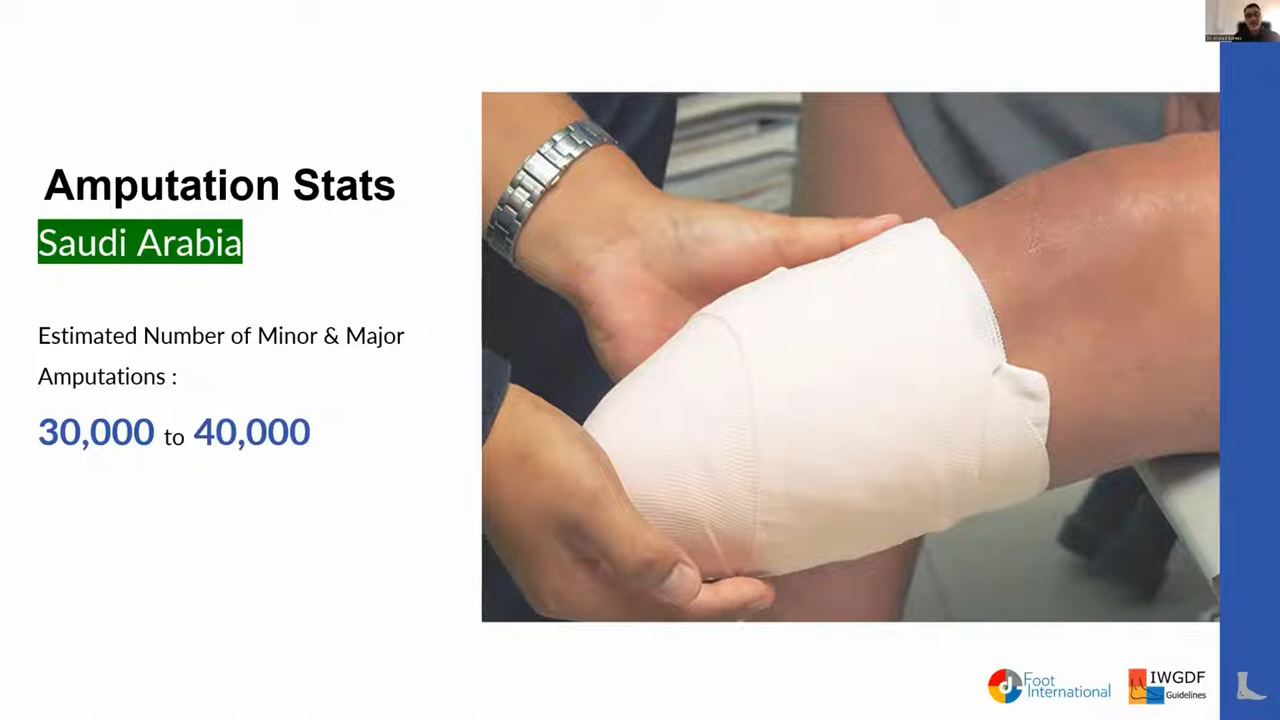 Amputation Stats
Saudi Arabia
Estimated Number of Minor & Major
Amputations :
30,000 to 40,000
d Foot
International
IWGDF
Guidelines